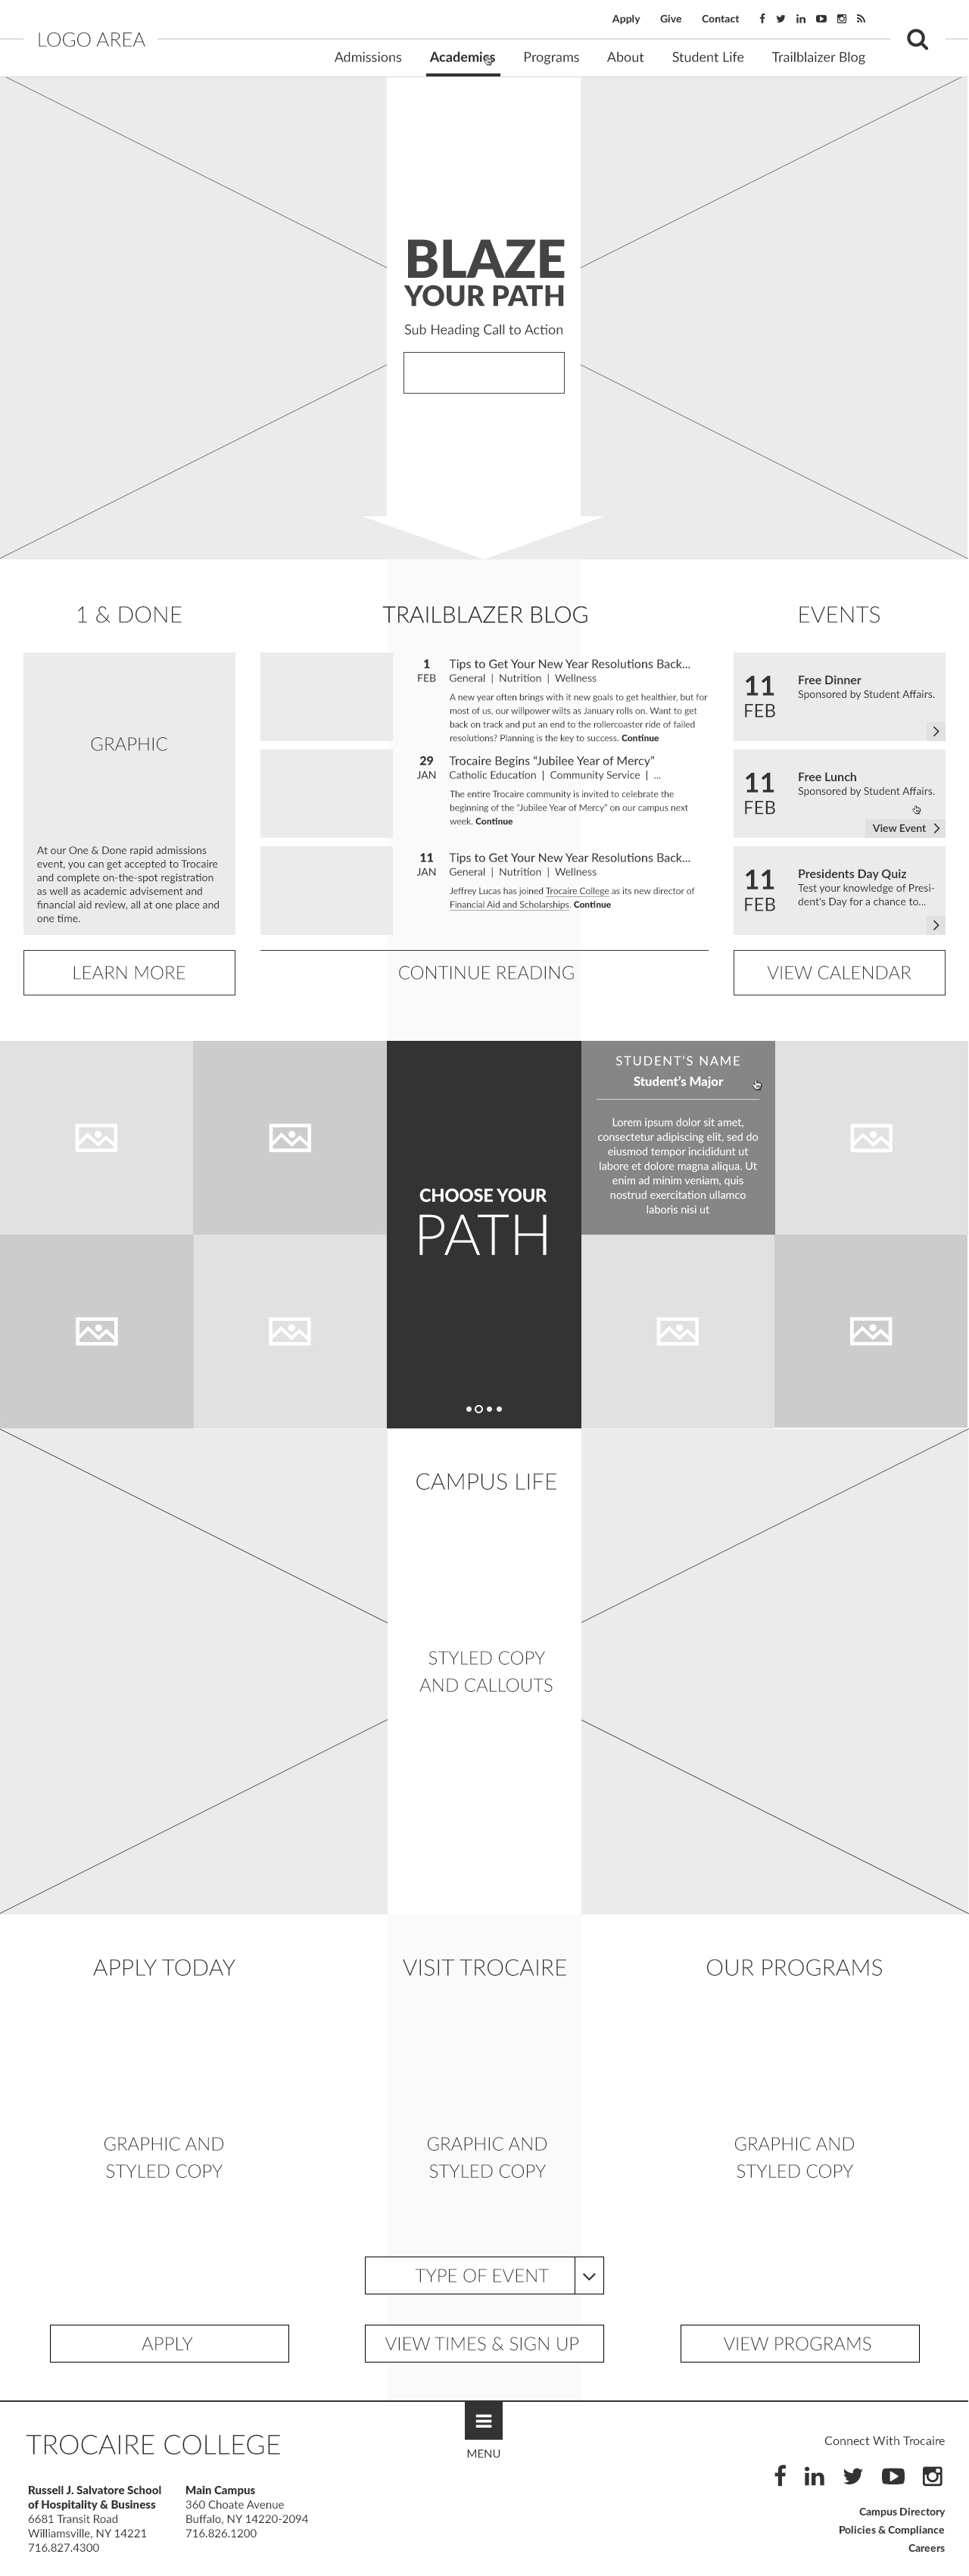 Apply Give Contact
LOGO AREA
Admissions Academics Programs About Student Life Trailblaizer Blog
BLAZE
YOUR PATH
Sub Heading Call to Action
1 & DONE
GRAPHIC
At our One & Done rapid admissions
event, you can get accepted to Trocaire
and complete on-the-spot registration
as well as academic advisement and
financial aid review, all at one place and
one time.
LEARN MORE
TRAILBLAZER BLOG
1
FEB
Tips to Get Your New Year Resolutions Back...
General | Nutrition | Wellness
A new year often brings with it new goals to get healthier, but for
most of us, our willpower wilts as January rolls on. Want to get
back on track and put an end to the rollercoaster ride of failed
resolutions? Planning is the key to success. Continue
29
JAN
Trocaire Begins “Jubilee Year of Mercy”
Catholic Education | Community Service | ...
The entire Trocaire community is invited to celebrate the
beginning of the “Jubilee Year of Mercy” on our campus next
week. Continue
11
JAN
Tips to Get Your New Year Resolutions Back...
General | Nutrition | Wellness
Jeffrey Lucas has joined Trocaire College as its new director of
Financial Aid and Scholarships. Continue
CONTINUE READING
EVENTS
11
FEB
Free Dinner
Sponsored by Student Affairs.
11
FEB
Free Lunch
Sponsored by Student Affairs.
View Event
11
FEB
Presidents Day Quiz
Test your knowledge of Presi-
dent's Day for a chance to...
VIEW CALENDAR
CHOOSE YOUR
PATH
STUDENT'S NAME
Student's Major
Lorem ipsum dolor sit amet,
consectetur adipiscing elit, sed do
eiusmod tempor incididunt ut
labore et dolore magna aliqua. Ut
enim ad minim veniam, quis
nostrud exercitation ullamco
laboris nisi ut
CAMPUS LIFE
STYLED COPY
AND CALLOUTS
APPLY TODAY
GRAPHIC AND
STYLED COPY
APPLY
VISIT TROCAIRE
GRAPHIC AND
STYLED COPY
TYPE OF EVENT
VIEW TIMES & SIGN UP
OUR PROGRAMS
GRAPHIC AND
STYLED COPY
VIEW PROGRAMS
TROCAIRE COLLEGE
Russell J. Salvatore School
of Hospitality & Business
6681 Transit Road
Williamsville, NY 14221
716.827.4300
Main Campus
360 Choate Avenue
Buffalo, NY 14220-2094
716.826.1200
MENU
Connect With Trocaire
Campus Directory
Policies & Compliance
Careers